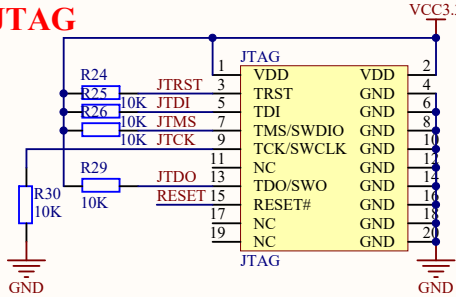 JTAG
VCC3.
JTAG
1 VDD VDD 2
R24 JTRST 3 TRST GND 4
R25 10K JTDI 5 TDI GND 6
R26 10K JTMS 7 TMS/SWDIO GND 8
10K JTCK 9 TCK/SWCLK GND 10
11 NC GND 12
R29 JTDO 13 TDO/SWO GND 14
R30 10K RESET 15 RESET# GND 16
10K 17 NC GND 18
19 NC GND 20
JTAG
GND GND